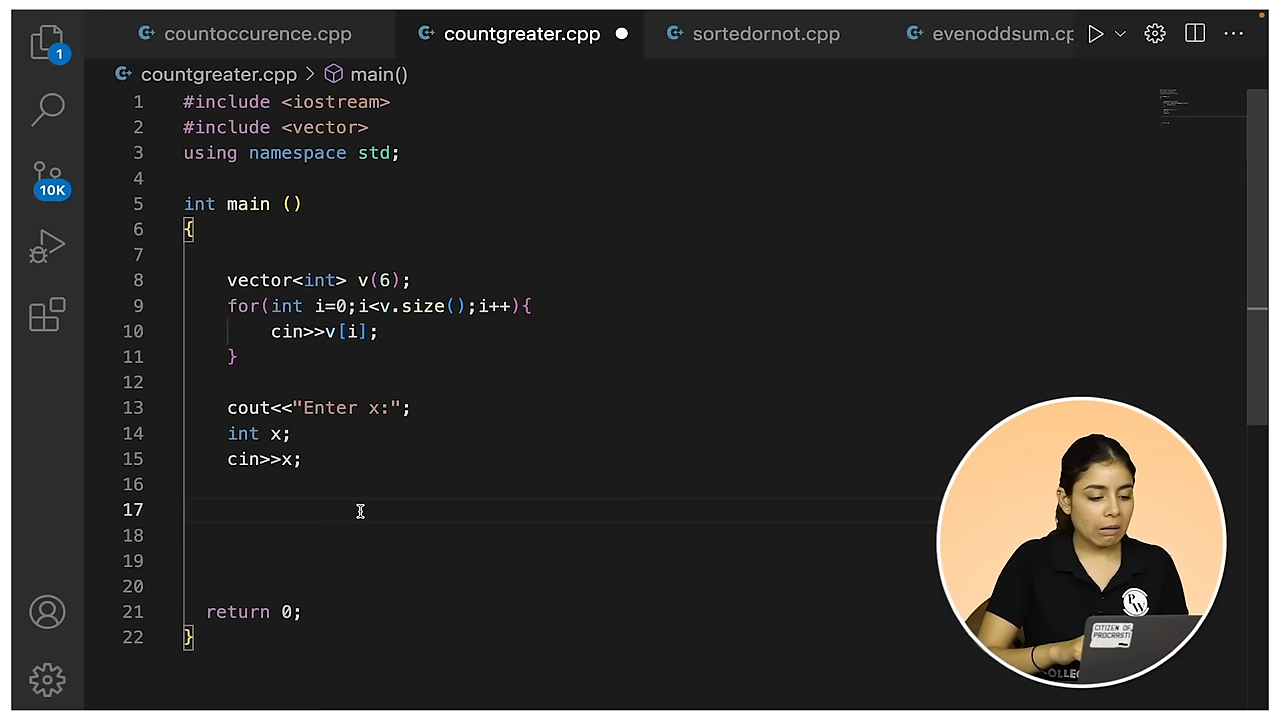 1
countoccurence.cpp
countgreater.cpp
sortedornot.cpp
evenoddsum.cp
countgreater.cpp > main()
10K
1 #include <iostream>
2 #include <vector>
3 using namespace std;
4
5 int main ()
6 {
7
8 vector<int> v(6);
9 for(int i=0;i<v.size();i++){
10 cin>>v[i];
11 }
12
13 cout<<"Enter x:";
14 int x;
15 cin>>x;
16
17
18
19
20
21 return 0;
22 }
PW
CITIZEN OF
PROCRASTI